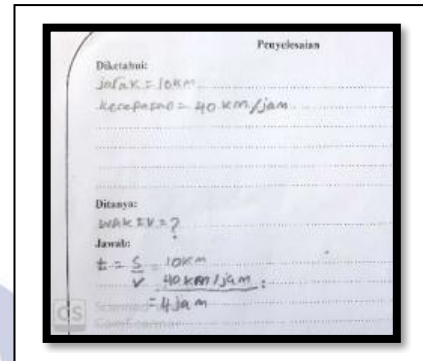 Penyelesaian
Diketahui:
jarak = 10KM
kecepatan = 40 km/jam
Ditanya:
waktu = ?
Jawab:
t = S = 10KM
V 40 km/jam :
= 4 jam
CS